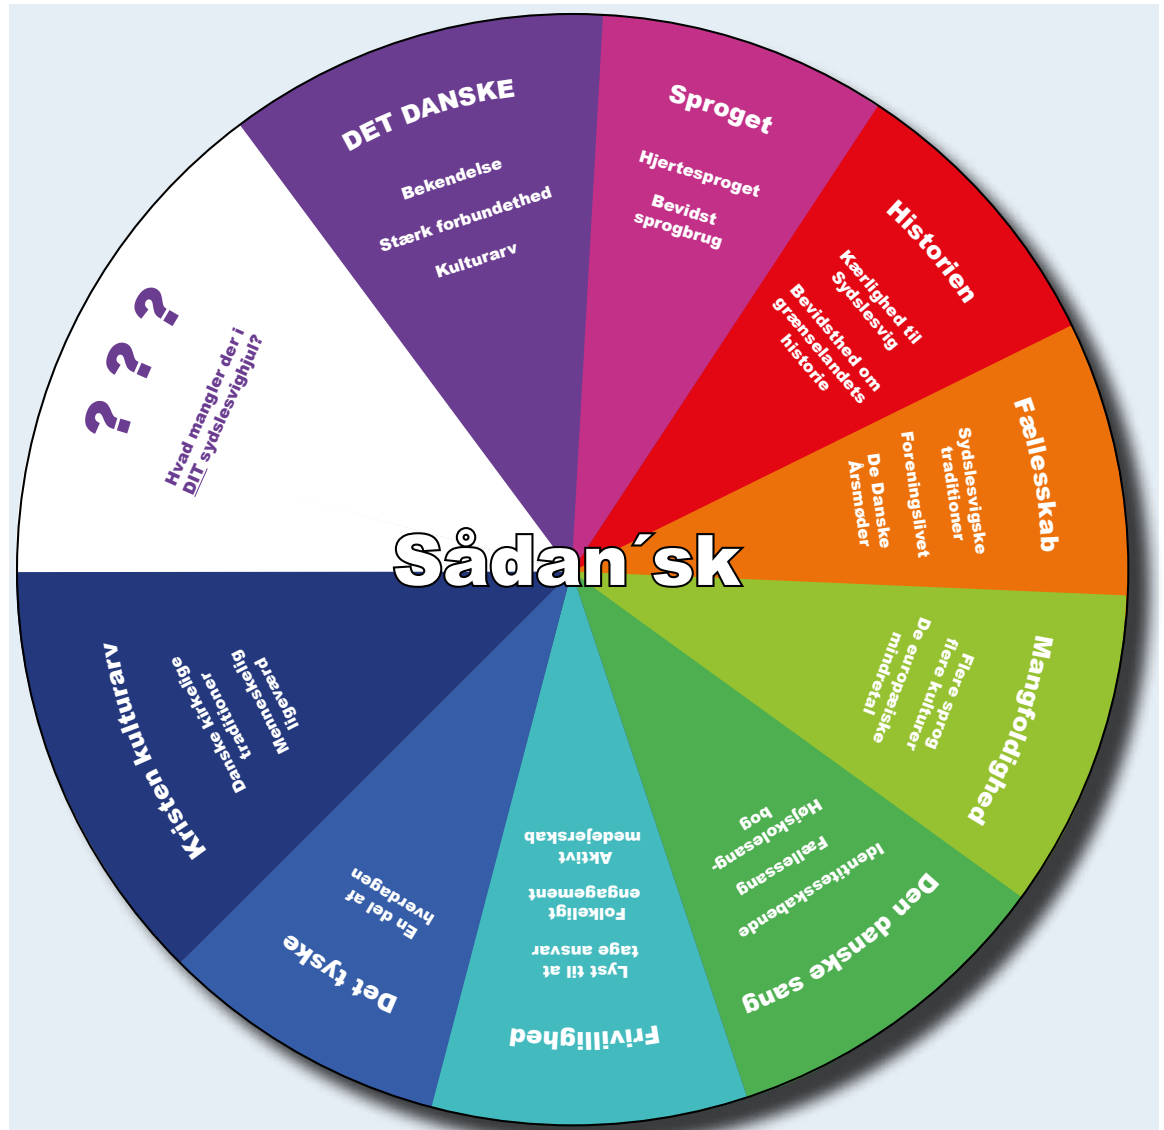 DET DANSKE
Bekendelse
Stærk forbundethed
Kulturarv
Sproget
Hjertesproget
Bevidst
sprogbrug
Historien
Kærlighed til
Sydslesvig
Bevidsthed om
grænselandets
historie
Fællesskab
Sydslesvigske
traditioner
Foreningslivet
De Danske
Årsmøder
Mangfoldighed
Flere sprog
flere kulturer
De europæiske
mindretal
Den danske sang
Identitesskabende
Fællessang
Højskolesang-
bog
Frivillighed
Lyst til at
tage ansvar
Folkeligt
engagement
Aktivt
medejerskab
Det tyske
En del af
hverdagen
Kristen kulturarv
Danske kirkelige
traditioner
Menneskelig
ligeværd
? ? ?
Hvad mangler der i
DIT sydslesvighjul?
Sådan´sk